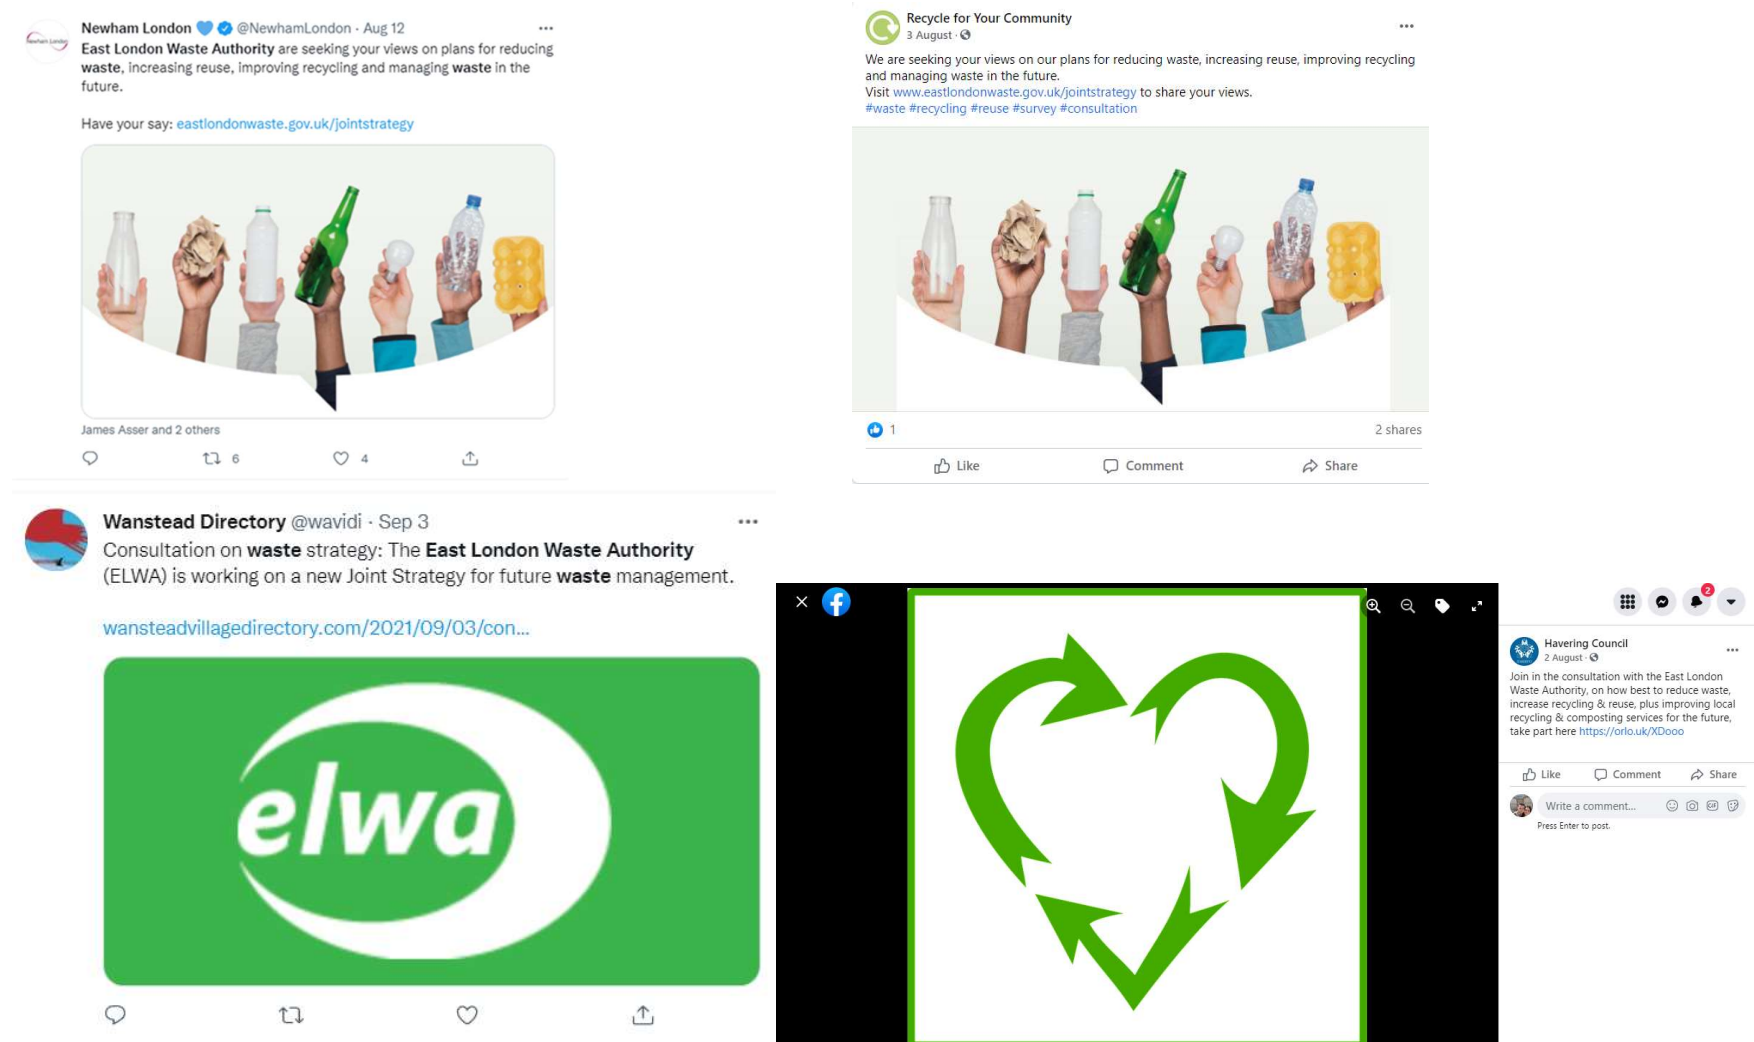 Newham London @NewhamLondon · Aug 12
East London Waste Authority are seeking your views on plans for reducing
waste, increasing reuse, improving recycling and managing waste in the
future.
Have your say: eastlondonwaste.gov.uk/jointstrategy
James Asser and 2 others
6
4
Recycle for Your Community
3 August ·
We are seeking your views on our plans for reducing waste, increasing reuse, improving recycling
and managing waste in the future.
Visit www.eastlondonwaste.gov.uk/jointstrategy to share your views.
#waste #recycling #reuse #survey #consultation
1
2 shares
Like Comment Share
Wanstead Directory @wavidi · Sep 3
Consultation on waste strategy: The East London Waste Authority
(ELWA) is working on a new Joint Strategy for future waste management.
wansteadvillagedirectory.com/2021/09/03/con...
elwa
2
Havering Council
2 August ·
Join in the consultation with the East London
Waste Authority, on how best to reduce waste,
increase recycling & reuse, plus improving local
recycling & composting services for the future,
take part here https://orlo.uk/XDooo
Like Comment Share
Write a comment...
Press Enter to post.